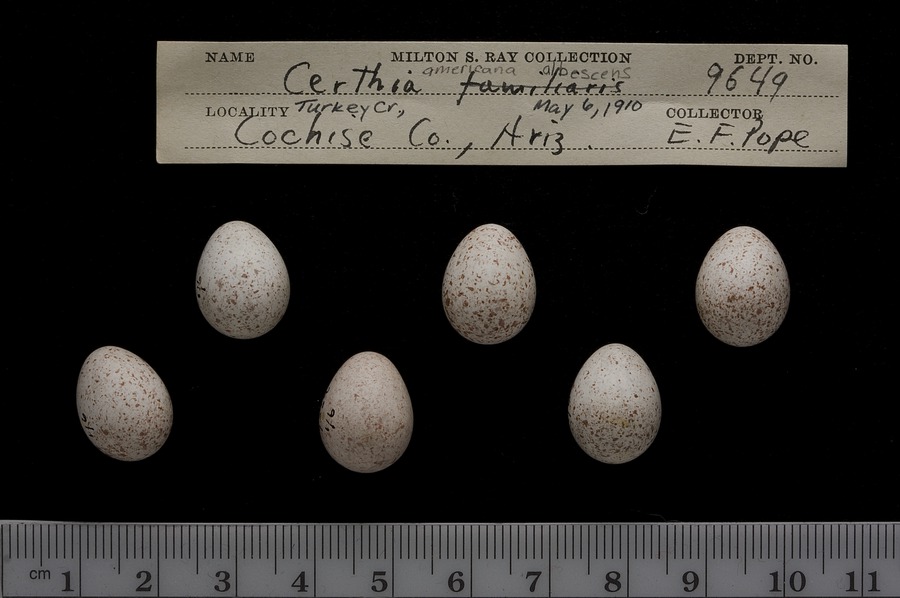 NAME MILTON S. RAY COLLECTION DEPT. NO.
americana albescens
Certhia familiaris 9649
LOCALITY Turkey Cr., May 6, 1910 COLLECTOR
Cochise Co., Ariz. E. F. Pope
cm 1 2 3 4 5 6 7 8 9 10 11